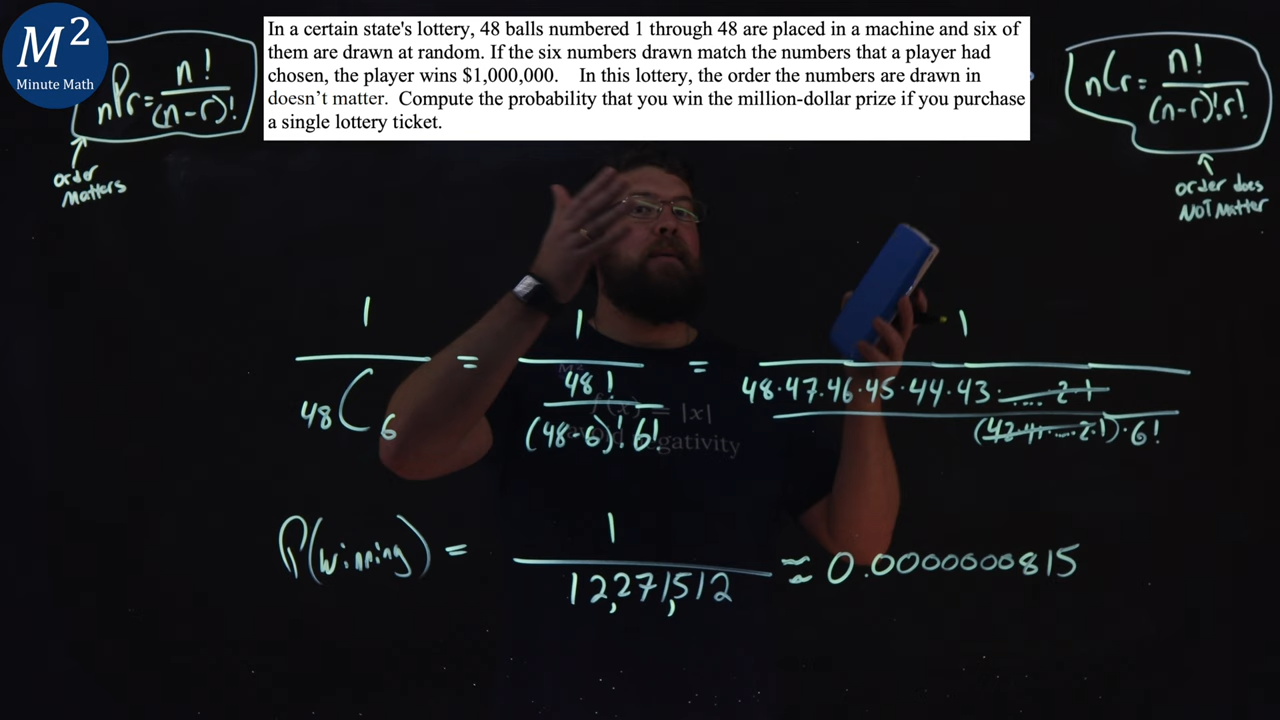 M²
Minute Math
nPr = n! / (n-r)!
order
Matters
In a certain state's lottery, 48 balls numbered 1 through 48 are placed in a machine and six of
them are drawn at random. If the six numbers drawn match the numbers that a player had
chosen, the player wins $1,000,000. In this lottery, the order the numbers are drawn in
doesn't matter. Compute the probability that you win the million-dollar prize if you purchase
a single lottery ticket.
nCr = n! / (n-r)!r!
order does
NOT Matter
1 / 48C6 = 1 / (48! / (48-6)!6!) = 1 / (48·47·46·45·44·43·....2·1 / (42·41·....2·1)·6!)
f(x) = |x|
P(winning) = 1 / 12,271,512 ≈ 0.0000000815